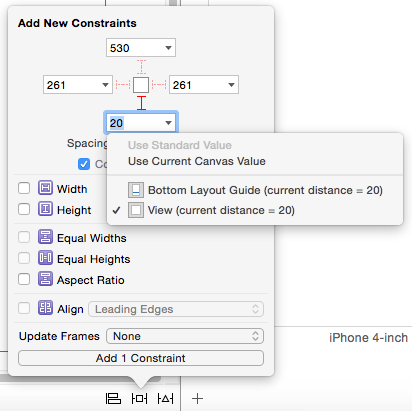 Add New Constraints
530
261
261
20
Spacing
Use Standard Value
Use Current Canvas Value
Bottom Layout Guide (current distance = 20)
✓ View (current distance = 20)
Width
Height
Equal Widths
Equal Heights
Aspect Ratio
Align
Leading Edges
Update Frames
None
Add 1 Constraint
iPhone 4-inch